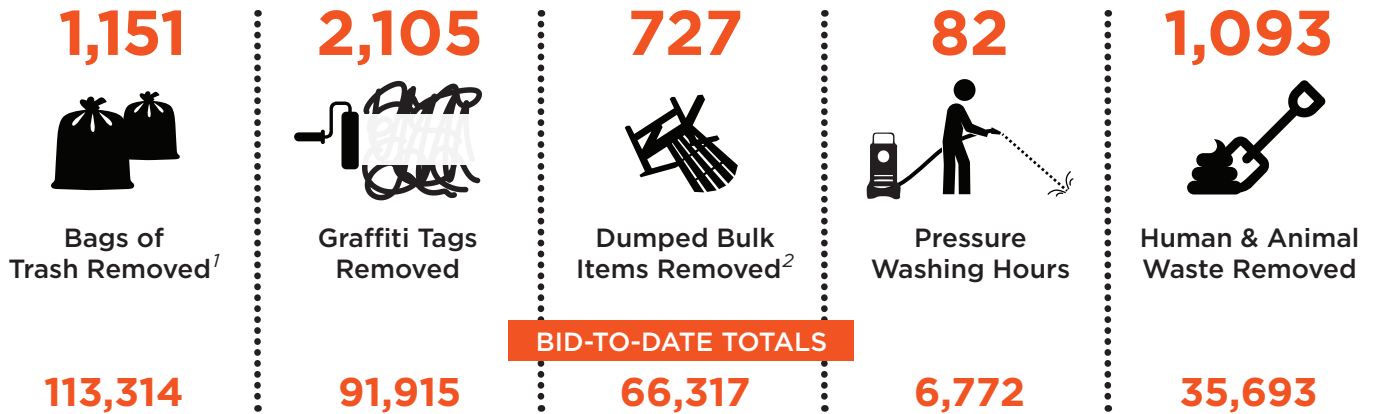 1,151
2,105
727
82
1,093
Bags of
Trash Removed1
Graffiti Tags
Removed
Dumped Bulk
Items Removed2
Pressure
Washing Hours
Human & Animal
Waste Removed
BID-TO-DATE TOTALS
113,314
91,915
66,317
6,772
35,693